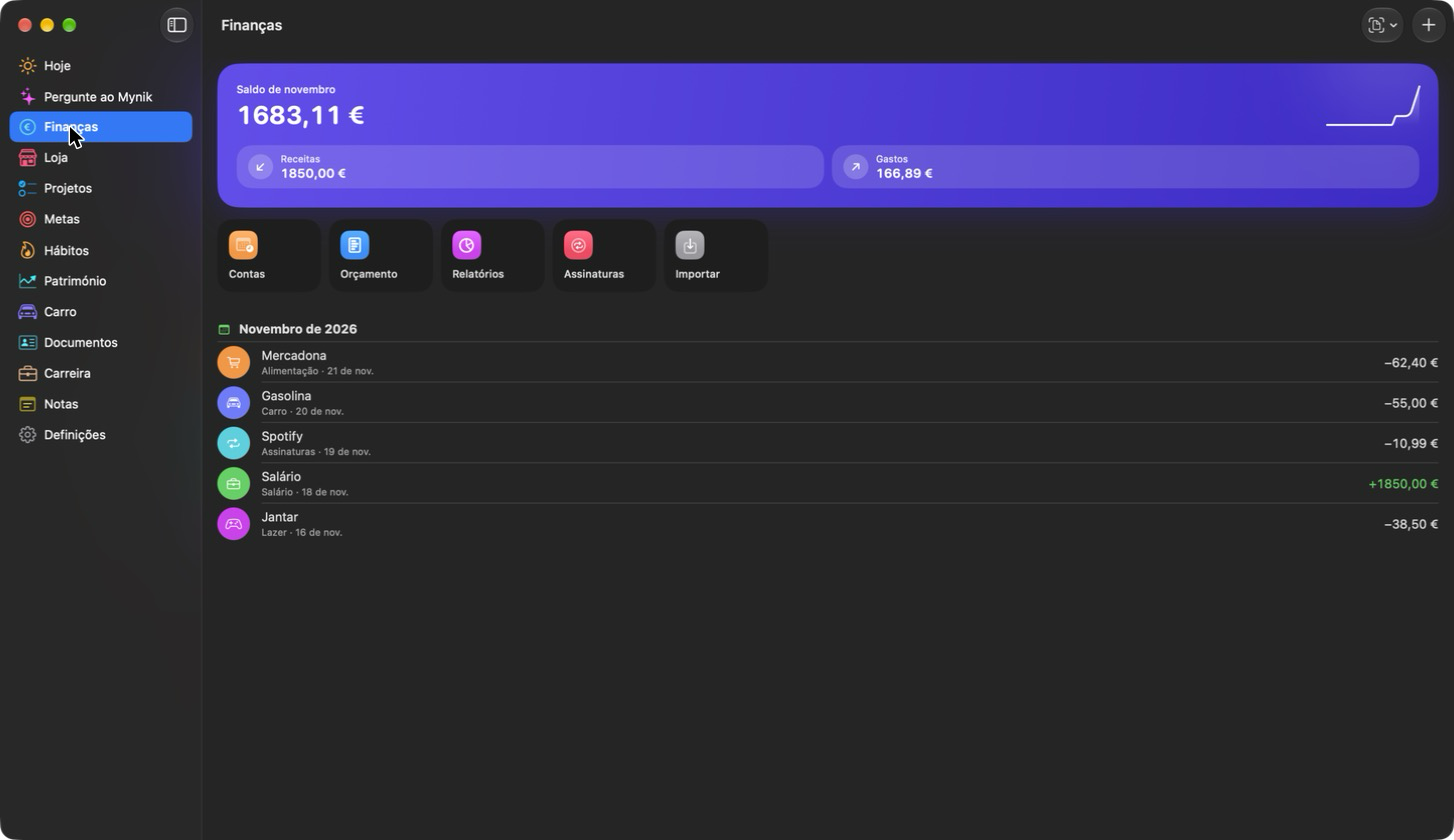 Finanças
Hoje
Pergunte ao Mynik
Finanças
Loja
Projetos
Metas
Hábitos
Património
Carro
Documentos
Carreira
Notas
Definições
Saldo de novembro
1683,11 €
Receitas
1850,00 €
Gastos
166,89 €
Contas
Orçamento
Relatórios
Assinaturas
Importar
Novembro de 2026
Mercadona
Alimentação · 21 de nov.
−62,40 €
Gasolina
Carro · 20 de nov.
−55,00 €
Spotify
Assinaturas · 19 de nov.
−10,99 €
Salário
Salário · 18 de nov.
+1850,00 €
Jantar
Lazer · 16 de nov.
−38,50 €